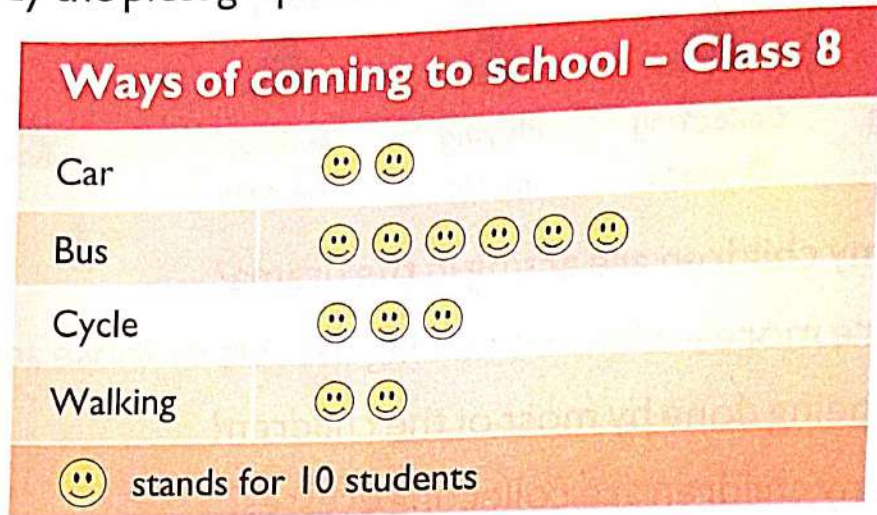 Ways of coming to school – Class 8
Car
Bus
Cycle
Walking
stands for 10 students